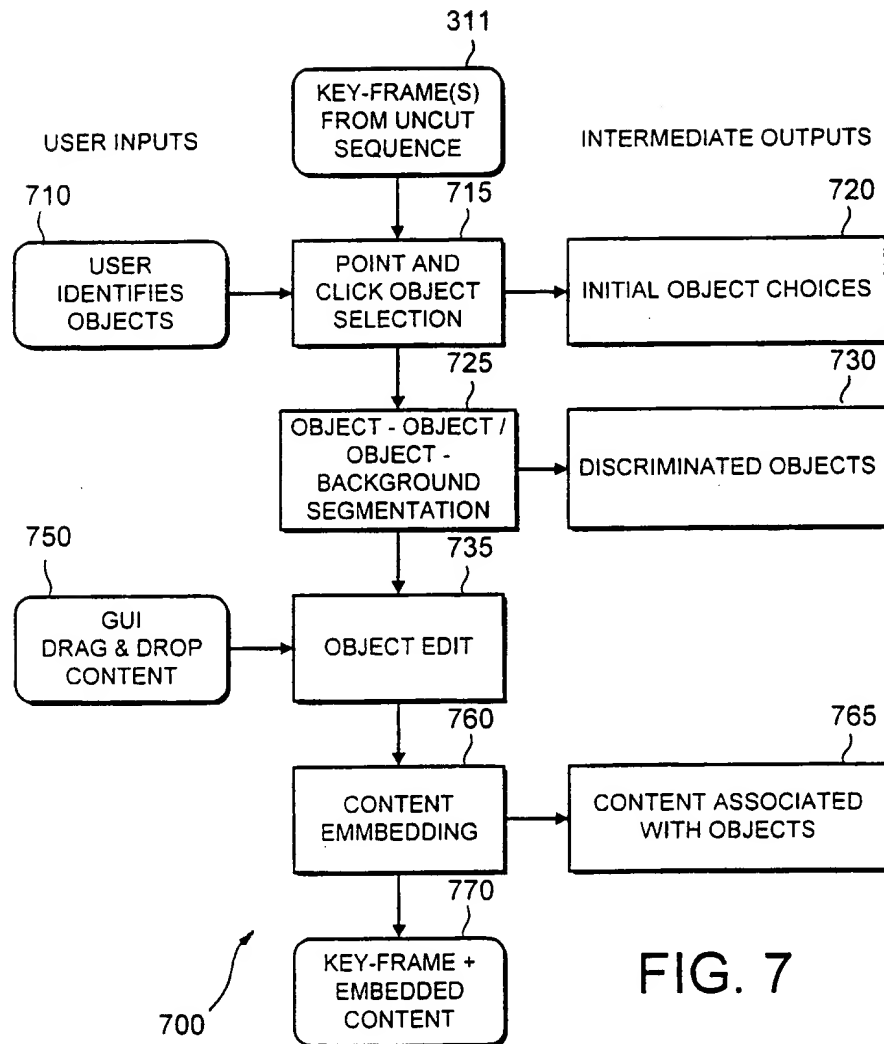 311
KEY-FRAME(S)
FROM UNCUT
SEQUENCE
USER INPUTS
INTERMEDIATE OUTPUTS
710
715
720
USER
IDENTIFIES
OBJECTS
POINT AND
CLICK OBJECT
SELECTION
INITIAL OBJECT CHOICES
725
730
OBJECT - OBJECT /
OBJECT -
BACKGROUND
SEGMENTATION
DISCRIMINATED OBJECTS
750
735
GUI
DRAG & DROP
CONTENT
OBJECT EDIT
760
765
CONTENT
EMMBEDDING
CONTENT ASSOCIATED
WITH OBJECTS
770
KEY-FRAME +
EMBEDDED
CONTENT
700
FIG. 7